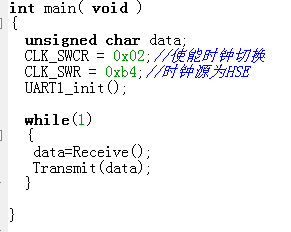 int main( void )
{
unsigned char data;
CLK_SWCR = 0x02;//使能时钟切换
CLK_SWR = 0xb4;//时钟源为HSE
UART1_init();
while(1)
{
data=Receive();
Transmit(data);
}
}